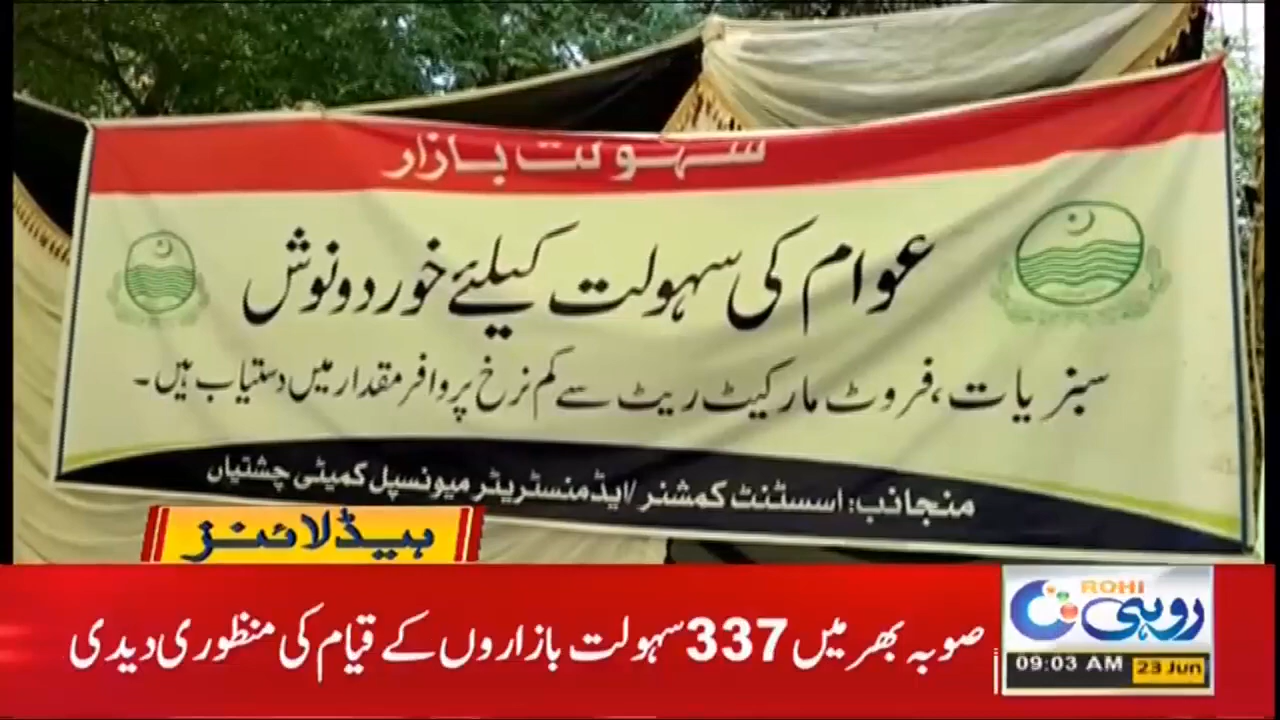 سہولت بازار
عوام کی سہولت کیلئے خوردونوش
سبزیات، فروٹ مارکیٹ ریٹ سے کم نرخ پر وافر مقدار میں دستیاب ہیں۔
منجانب: اسسٹنٹ کمشنر/ایڈمنسٹریٹر میونسپل کمیٹی چشتیاں
ہیڈلائنز
صوبہ بھر میں 337 سہولت بازاروں کے قیام کی منظوری دیدی
ROHI
روہی
09:03 AM 23 Jun